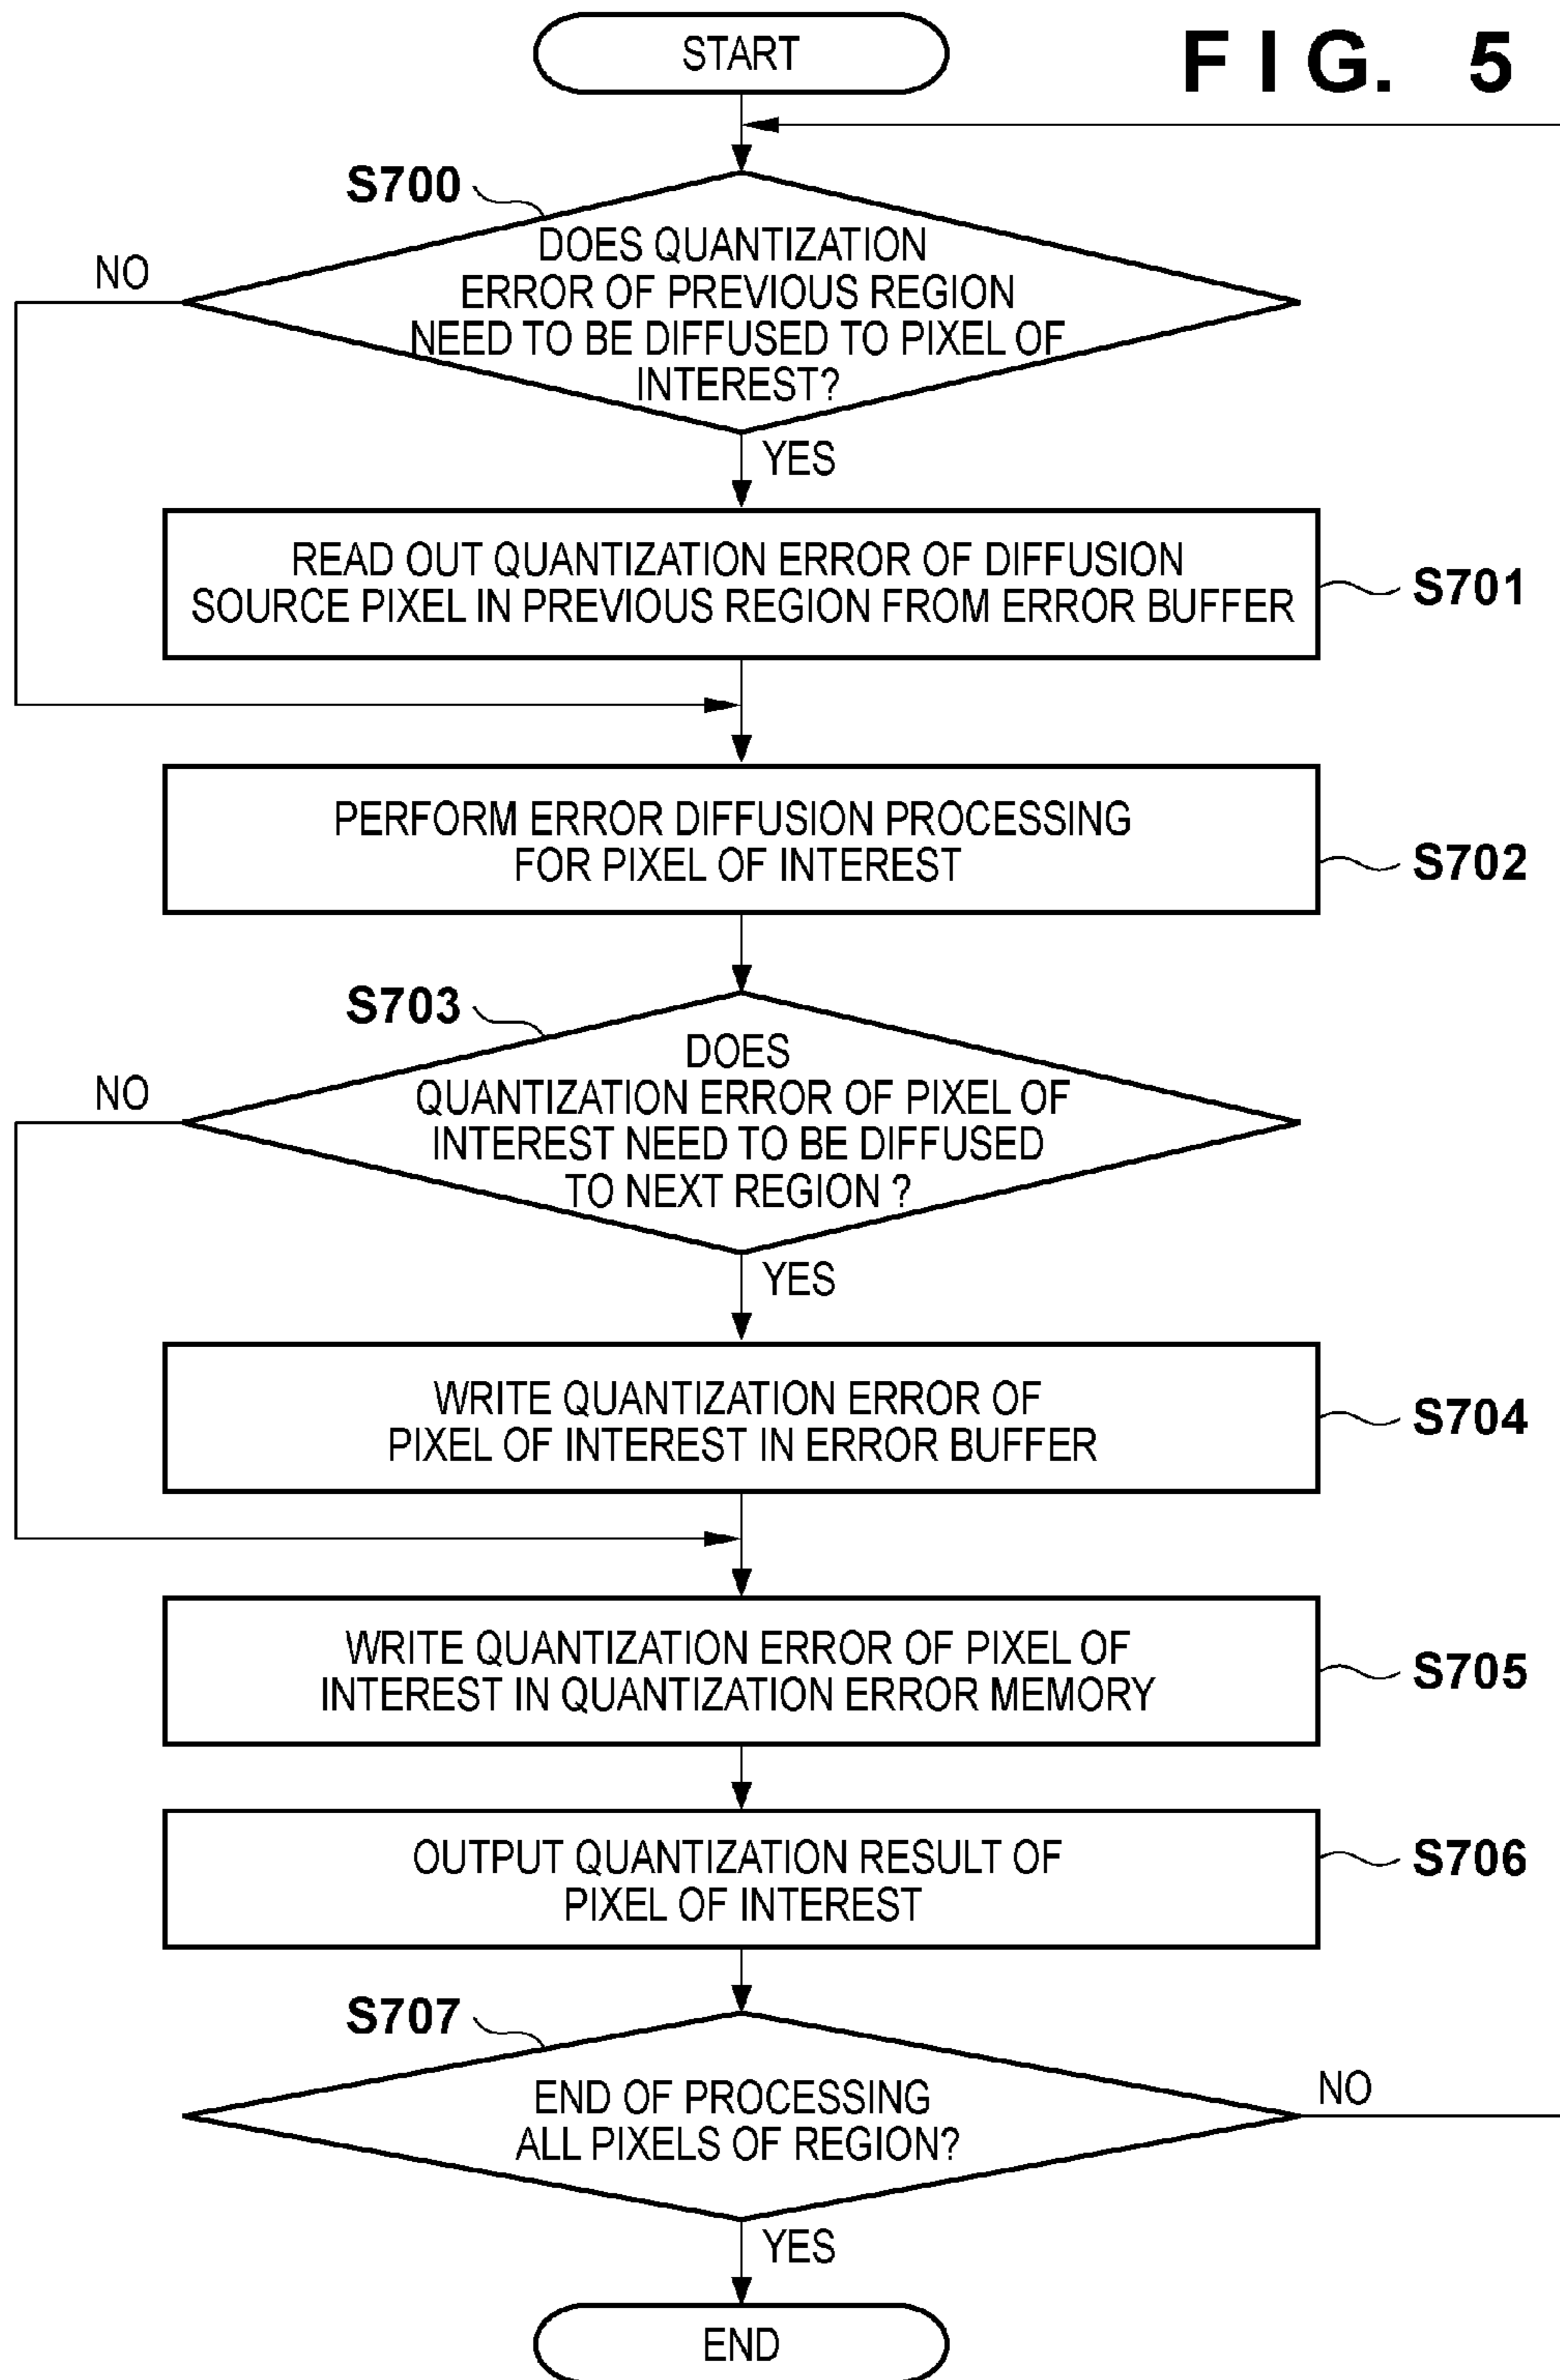 START
FIG. 5
S700
DOES QUANTIZATION
ERROR OF PREVIOUS REGION
NEED TO BE DIFFUSED TO PIXEL OF
INTEREST?
NO
YES
READ OUT QUANTIZATION ERROR OF DIFFUSION
SOURCE PIXEL IN PREVIOUS REGION FROM ERROR BUFFER
S701
PERFORM ERROR DIFFUSION PROCESSING
FOR PIXEL OF INTEREST
S702
S703
DOES
QUANTIZATION ERROR OF PIXEL OF
INTEREST NEED TO BE DIFFUSED
TO NEXT REGION ?
NO
YES
WRITE QUANTIZATION ERROR OF
PIXEL OF INTEREST IN ERROR BUFFER
S704
WRITE QUANTIZATION ERROR OF PIXEL OF
INTEREST IN QUANTIZATION ERROR MEMORY
S705
OUTPUT QUANTIZATION RESULT OF
PIXEL OF INTEREST
S706
S707
END OF PROCESSING
ALL PIXELS OF REGION?
NO
YES
END